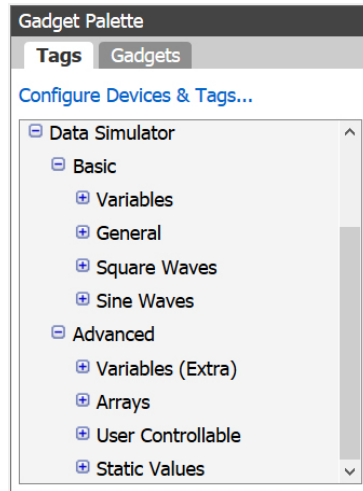 Gadget Palette
Tags Gadgets
Configure Devices & Tags...
Data Simulator
Basic
Variables
General
Square Waves
Sine Waves
Advanced
Variables (Extra)
Arrays
User Controllable
Static Values